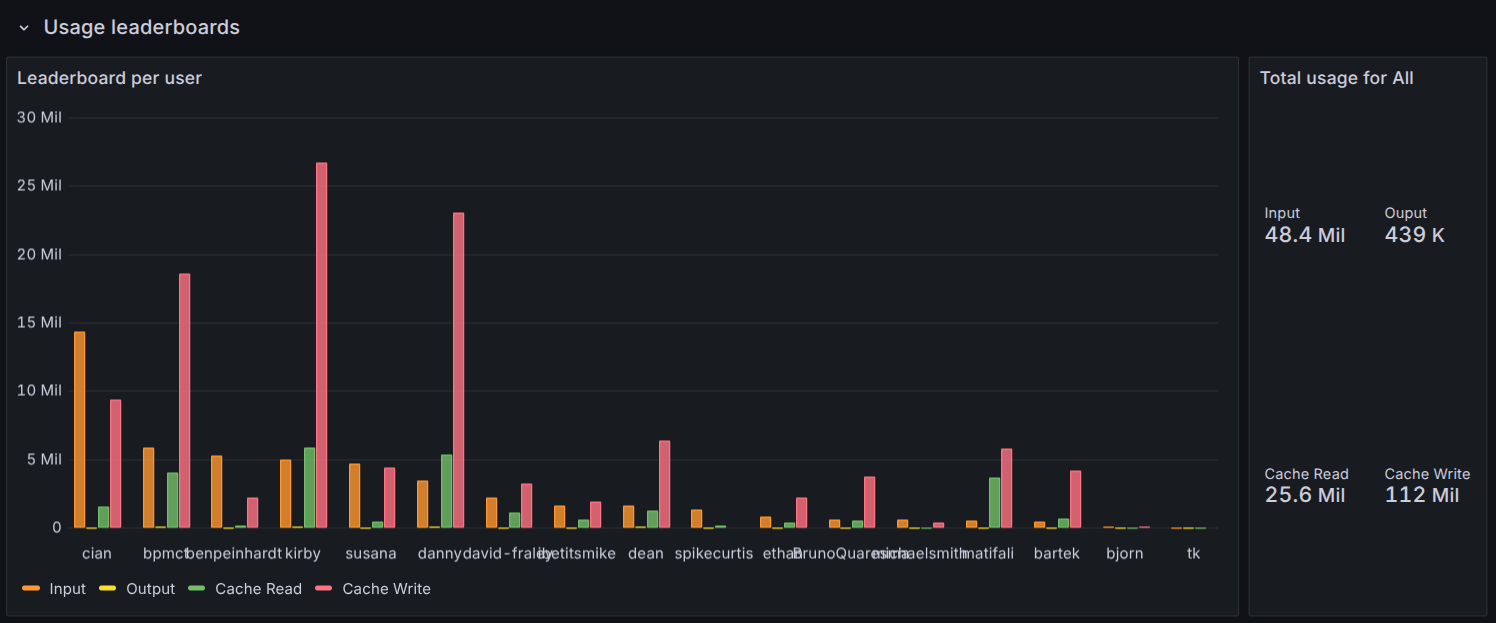 Usage leaderboards
Leaderboard per user
30 Mil
25 Mil
20 Mil
15 Mil
10 Mil
5 Mil
0
cian bpmct benpeinhardt kirby susana danny david-fraley ibetitsmike dean spikecurtis ethan BrunoQuaresma michaelsmith matifali bartek bjorn tk
Input Output Cache Read Cache Write
Total usage for All
Input Ouput
48.4 Mil 439 K
Cache Read Cache Write
25.6 Mil 112 Mil